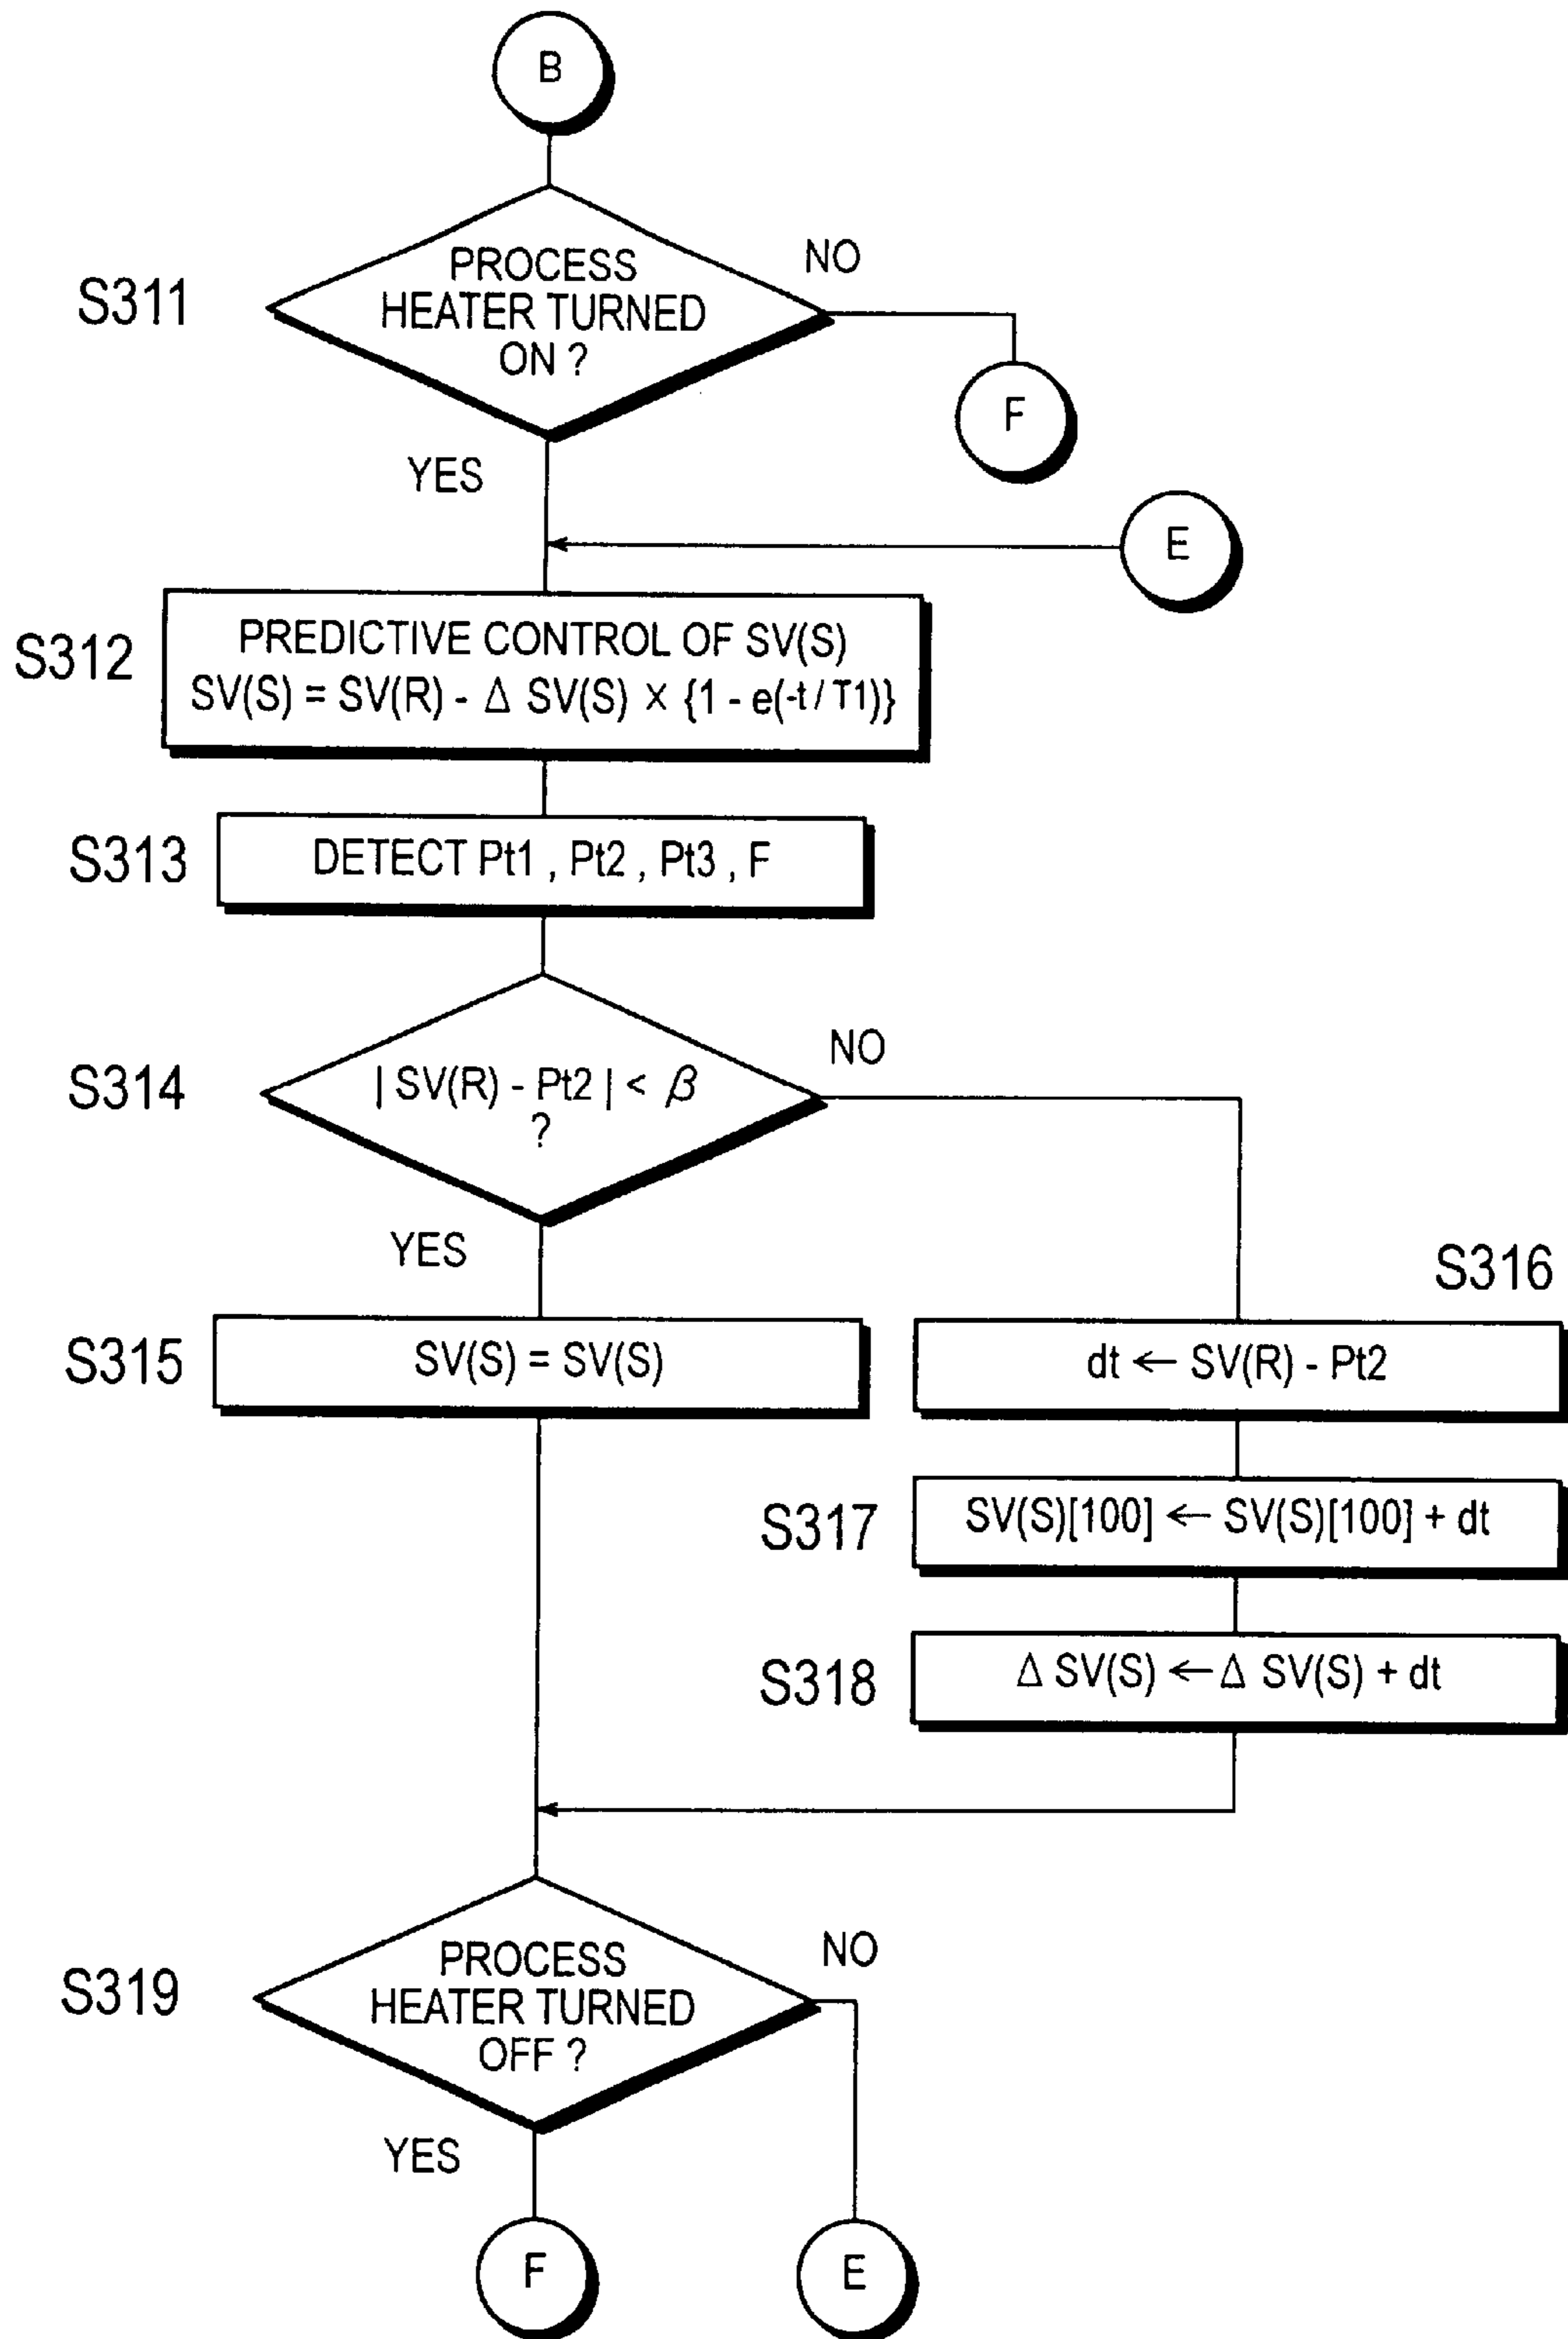 B
S311
PROCESS
HEATER TURNED
ON ?
NO
F
YES
E
S312
PREDICTIVE CONTROL OF SV(S)
SV(S) = SV(R) - Δ SV(S) × {1 - e(-t / T1)}
S313
DETECT Pt1 , Pt2 , Pt3 , F
S314
| SV(R) - Pt2 | < β
?
NO
YES
S315
SV(S) = SV(S)
S316
dt ← SV(R) - Pt2
S317
SV(S)[100] ← SV(S)[100] + dt
S318
Δ SV(S) ← Δ SV(S) + dt
S319
PROCESS
HEATER TURNED
OFF ?
NO
YES
F
E